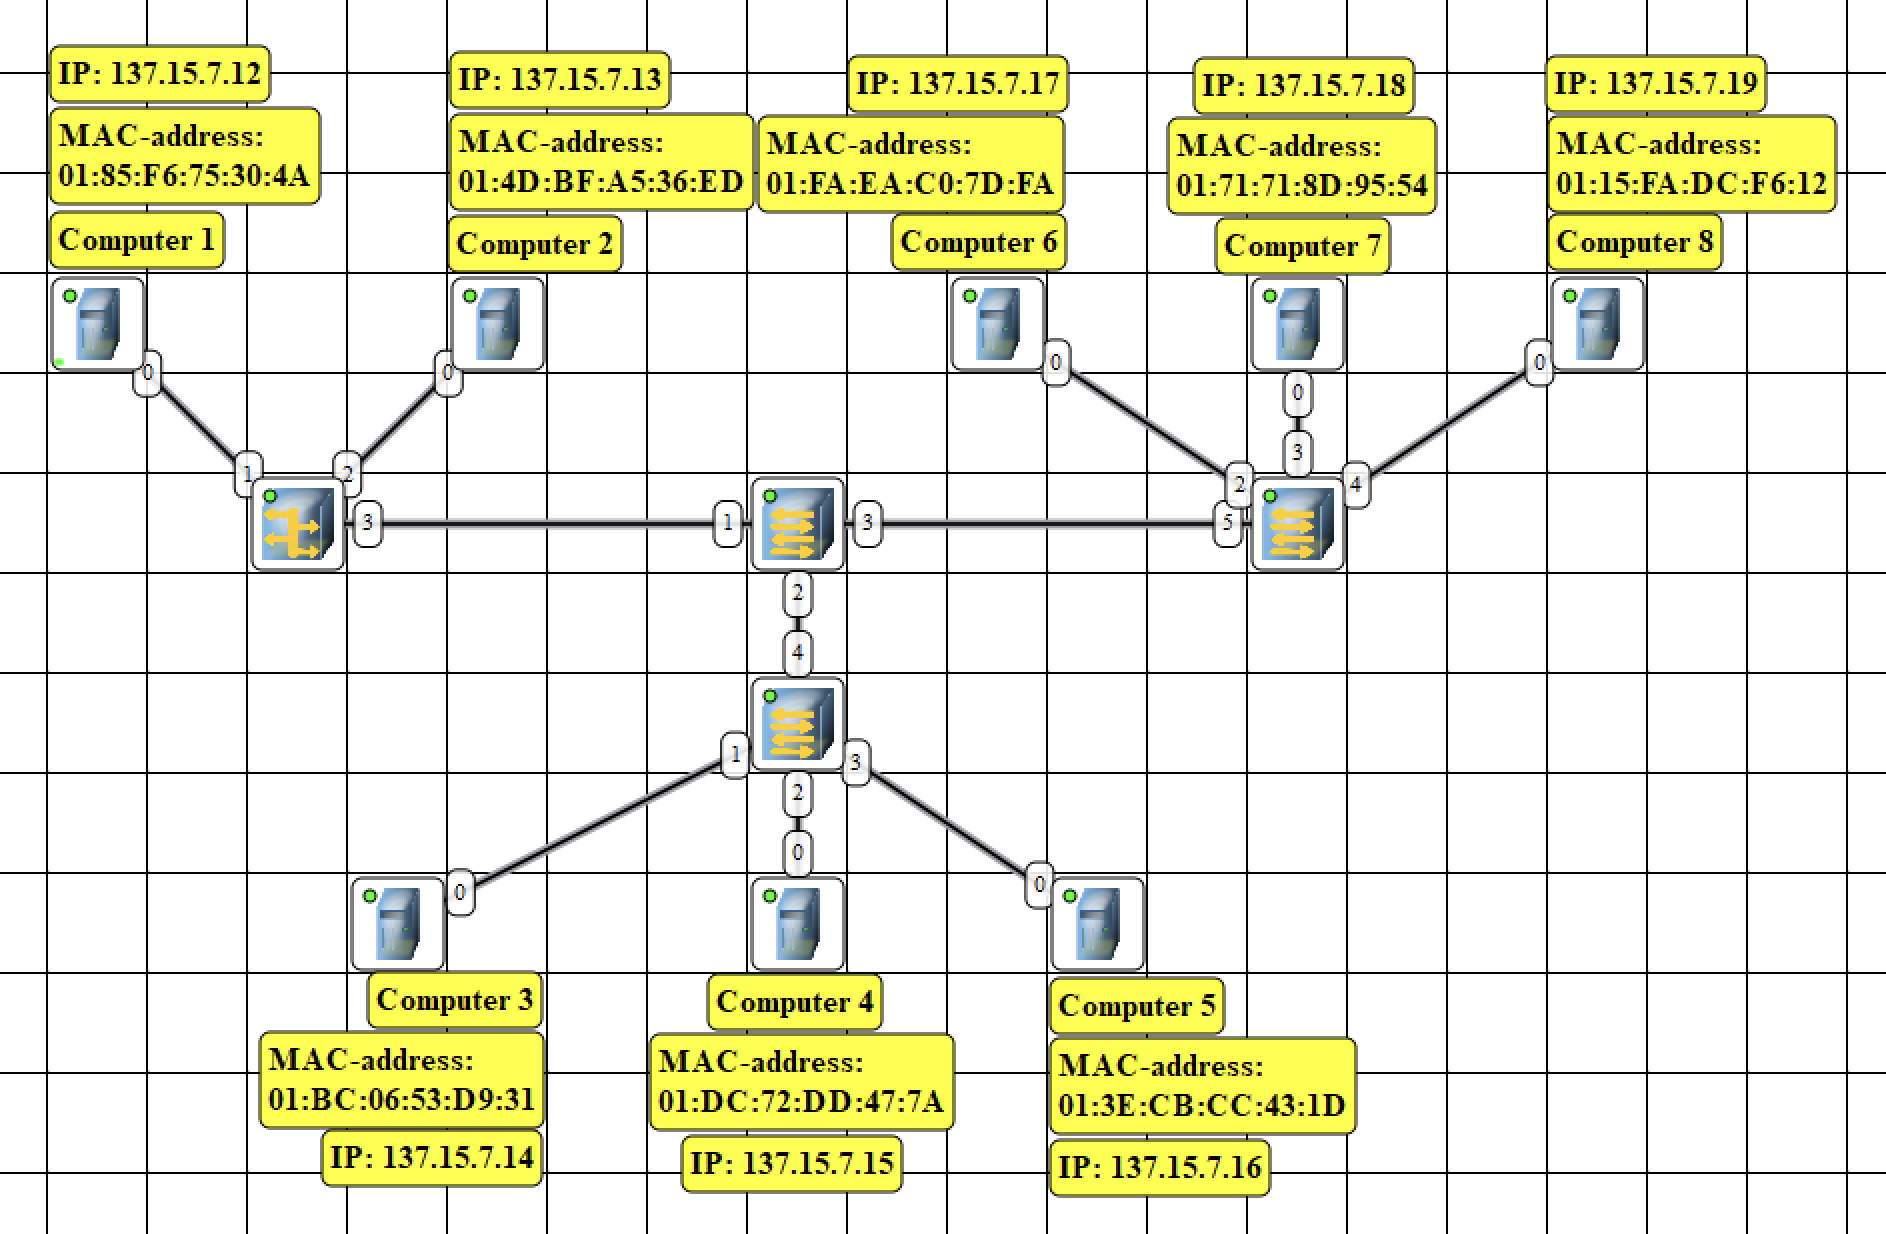 IP: 137.15.7.12
MAC-address:
01:85:F6:75:30:4A
Computer 1
IP: 137.15.7.13
MAC-address:
01:4D:BF:A5:36:ED
Computer 2
IP: 137.15.7.17
MAC-address:
01:FA:EA:C0:7D:FA
Computer 6
IP: 137.15.7.18
MAC-address:
01:71:71:8D:95:54
Computer 7
IP: 137.15.7.19
MAC-address:
01:15:FA:DC:F6:12
Computer 8
0
0
0
0
0
1
2
2
3
4
3
1
3
5
2
4
1
3
2
0
0
0
Computer 3
MAC-address:
01:BC:06:53:D9:31
IP: 137.15.7.14
Computer 4
MAC-address:
01:DC:72:DD:47:7A
IP: 137.15.7.15
Computer 5
MAC-address:
01:3E:CB:CC:43:1D
IP: 137.15.7.16